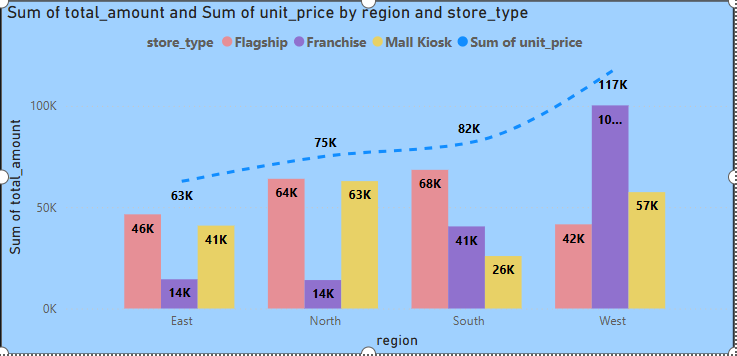 Sum of total_amount and Sum of unit_price by region and store_type
store_type Flagship Franchise Mall Kiosk Sum of unit_price
117K
100K
10...
82K
75K
68K
64K
63K
63K
57K
Sum of total_amount
50K
46K
41K
41K
42K
26K
14K
14K
0K
East North South West
region